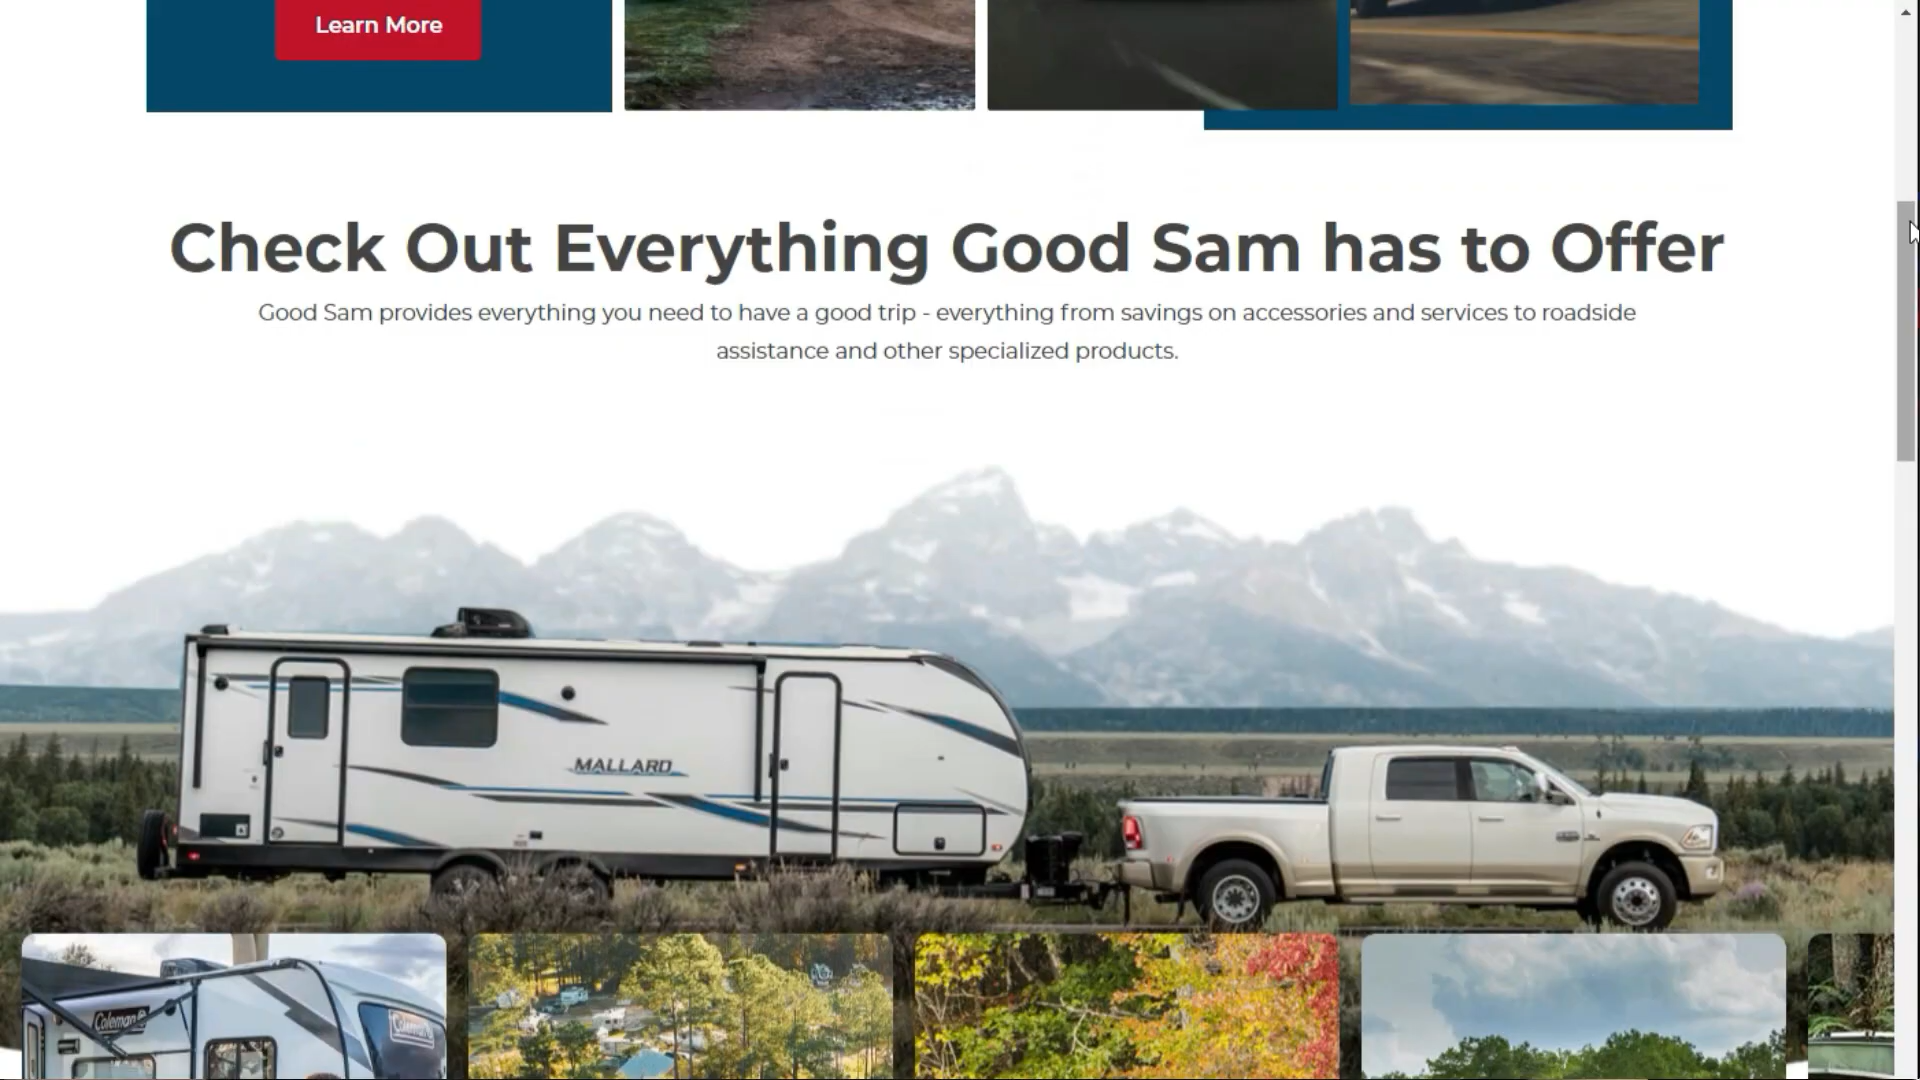 Learn More
Check Out Everything Good Sam has to Offer
Good Sam provides everything you need to have a good trip - everything from savings on accessories and services to roadside
assistance and other specialized products.
MALLARD
Coleman